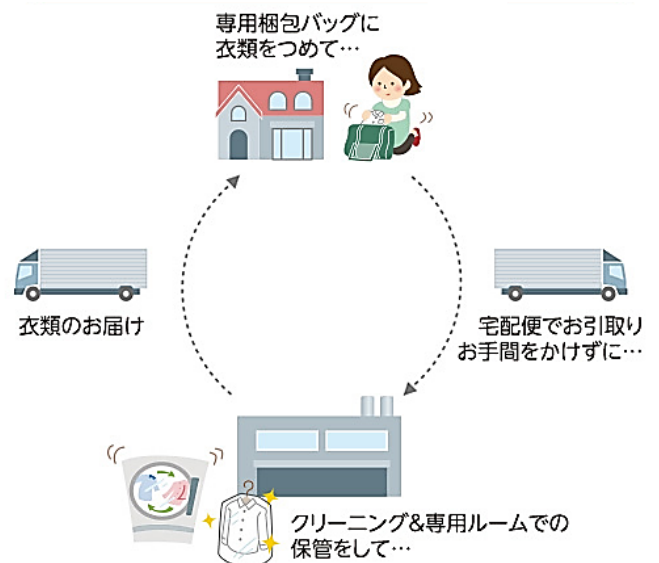 専用梱包バッグに
衣類をつめて…
宅配便でお引取り
お手間をかけずに…
クリーニング&専用ルームでの
保管をして…
衣類のお届け